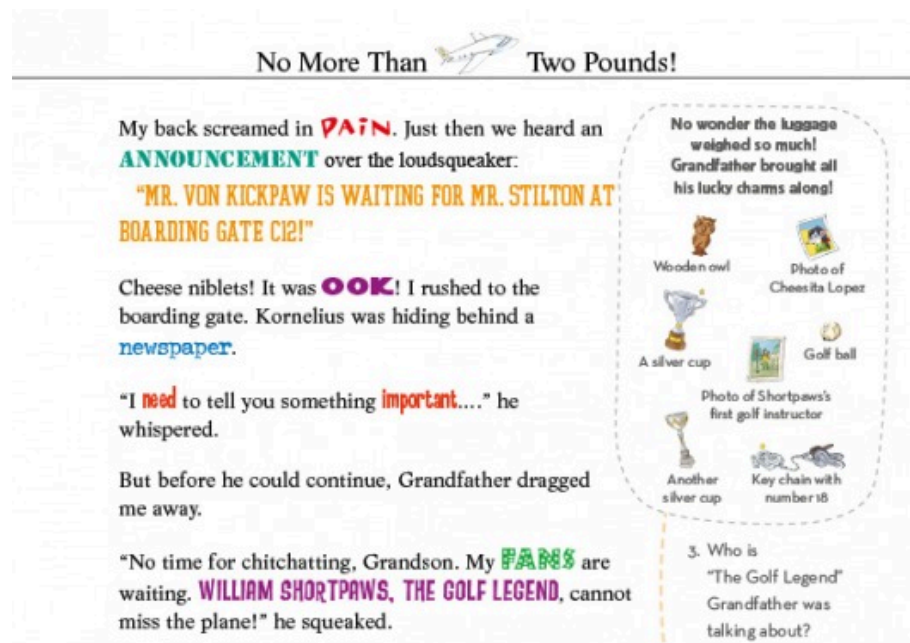 No More Than Two Pounds!
My back screamed in PAiN. Just then we heard an
ANNOUNCEMENT over the loudsqueaker:
“MR. VON KICKPAW IS WAITING FOR MR. STILTON AT
BOARDING GATE C12!”
Cheese niblets! It was OOK! I rushed to the
boarding gate. Kornelius was hiding behind a
newspaper.
“I need to tell you something important....” he
whispered.
But before he could continue, Grandfather dragged
me away.
“No time for chitchatting, Grandson. My FANS are
waiting. WILLIAM SHORTPAWS, THE GOLF LEGEND, cannot
miss the plane!” he squeaked.
No wonder the luggage
weighed so much!
Grandfather brought all
his lucky charms along!
Wooden owl
Photo of
Cheesita Lopez
A silver cup
Golf ball
Photo of Shortpaws's
first golf instructor
Another
silver cup
Key chain with
number 18
3. Who is
“The Golf Legend”
Grandfather was
talking about?